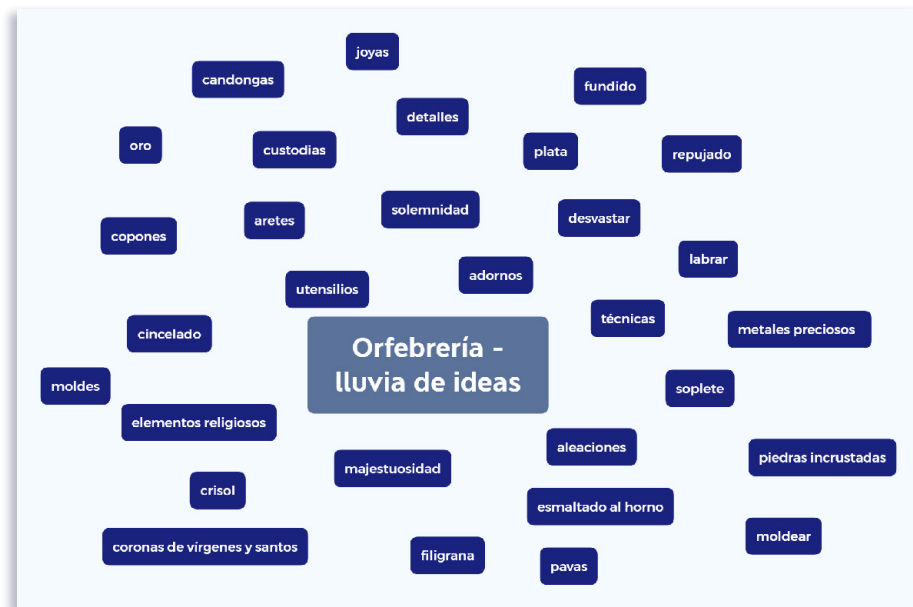 joyas
candongas
fundido
detalles
oro
custodias
plata
repujado
solemnidad
aretes
desvastar
copones
labrar
adornos
utensilios
técnicas
metales preciosos
cincelado
Orfebrería -
lluvia de ideas
moldes
soplete
elementos religiosos
aleaciones
majestuosidad
piedras incrustadas
crisol
esmaltado al horno
moldear
coronas de vírgenes y santos
filigrana
pavas